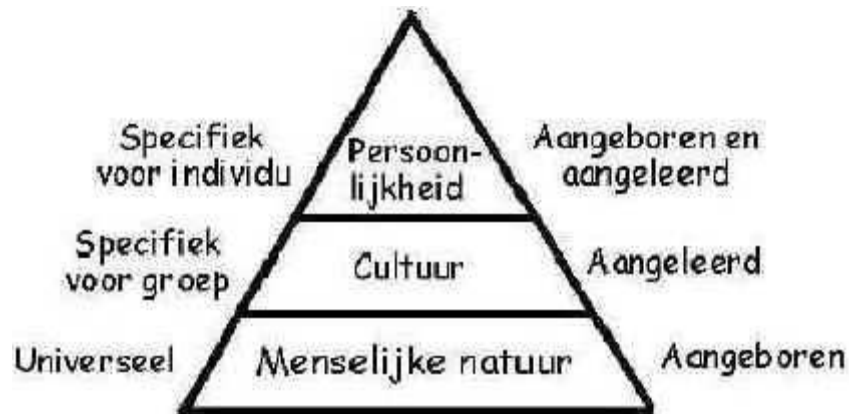 Specifiek
voor individu
Persoon-
lijkheid
Aangeboren en
aangeleerd
Specifiek
voor groep
Cultuur
Aangeleerd
Universeel
Menselijke natuur
Aangeboren